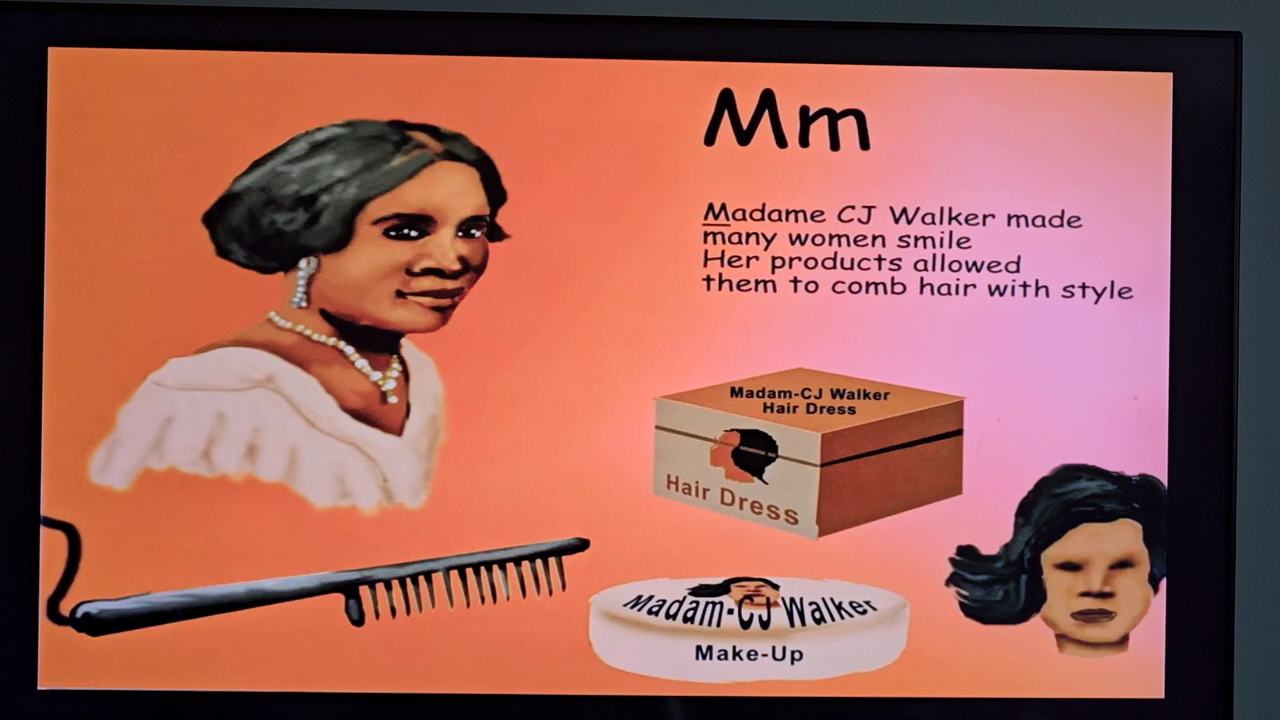 Mm
Madame CJ Walker made
many women smile
Her products allowed
them to comb hair with style
Madam-CJ Walker
Hair Dress
Hair Dress
Madam-CJ Walker
Make-Up